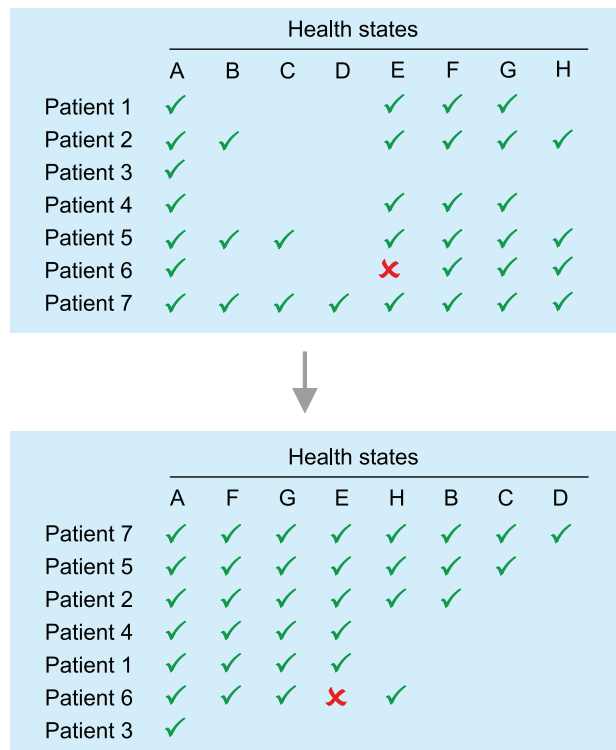 Health states
A B C D E F G H
Patient 1 ✓ ✓ ✓ ✓
Patient 2 ✓ ✓ ✓ ✓ ✓ ✓
Patient 3 ✓
Patient 4 ✓ ✓ ✓ ✓
Patient 5 ✓ ✓ ✓ ✓ ✓ ✓ ✓
Patient 6 ✓ ✗ ✓ ✓ ✓
Patient 7 ✓ ✓ ✓ ✓ ✓ ✓ ✓ ✓
Health states
A F G E H B C D
Patient 7 ✓ ✓ ✓ ✓ ✓ ✓ ✓ ✓
Patient 5 ✓ ✓ ✓ ✓ ✓ ✓ ✓
Patient 2 ✓ ✓ ✓ ✓ ✓ ✓
Patient 4 ✓ ✓ ✓ ✓
Patient 1 ✓ ✓ ✓ ✓
Patient 6 ✓ ✓ ✓ ✗ ✓
Patient 3 ✓